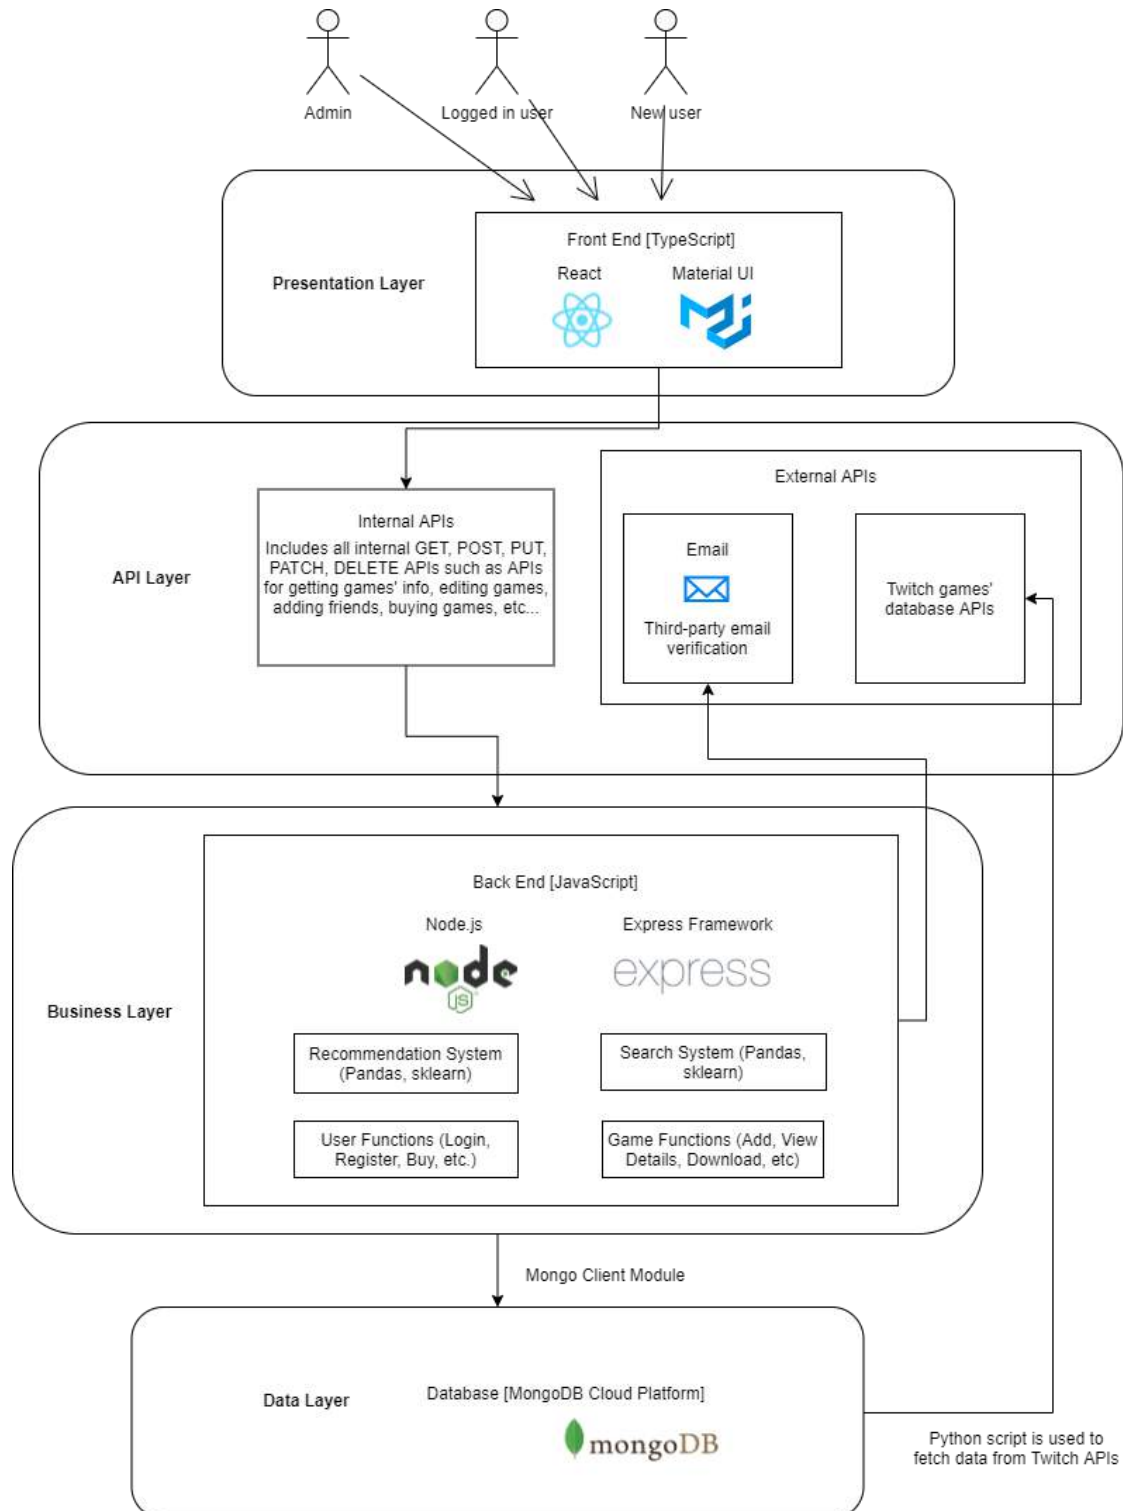 Admin
Logged in user
New user
Presentation Layer
Front End [TypeScript]
React
Material UI
API Layer
Internal APIs
Includes all internal GET, POST, PUT,
PATCH, DELETE APIs such as APIs
for getting games' info, editing games,
adding friends, buying games, etc...
External APIs
Email
Third-party email
verification
Twitch games'
database APIs
Business Layer
Back End [JavaScript]
Node.js
Express Framework
node
JS
express
Recommendation System
(Pandas, sklearn)
Search System (Pandas,
sklearn)
User Functions (Login,
Register, Buy, etc.)
Game Functions (Add, View
Details, Download, etc)
Mongo Client Module
Data Layer
Database [MongoDB Cloud Platform]
mongoDB
Python script is used to
fetch data from Twitch APIs